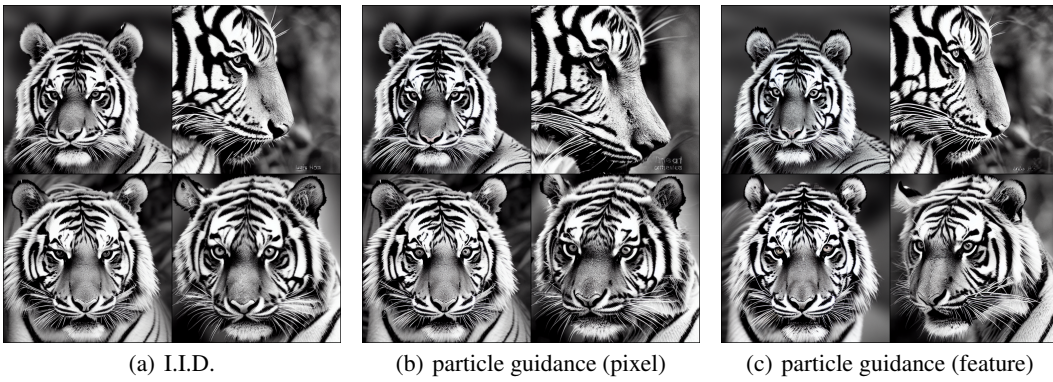 (a) I.I.D.
(b) particle guidance (pixel)
(c) particle guidance (feature)